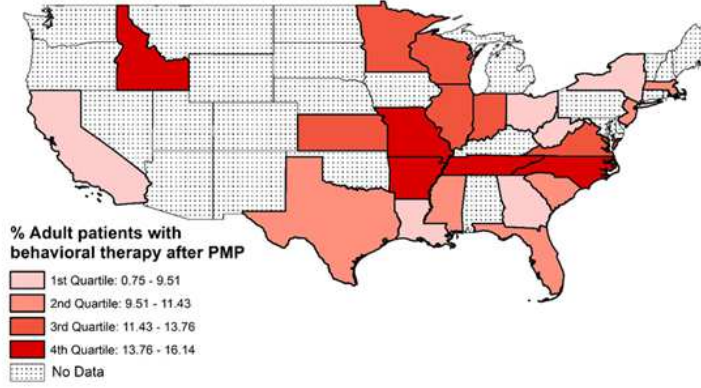 % Adult patients with
behavioral therapy after PMP
1st Quartile: 0.75 - 9.51
2nd Quartile: 9.51 - 11.43
3rd Quartile: 11.43 - 13.76
4th Quartile: 13.76 - 16.14
No Data